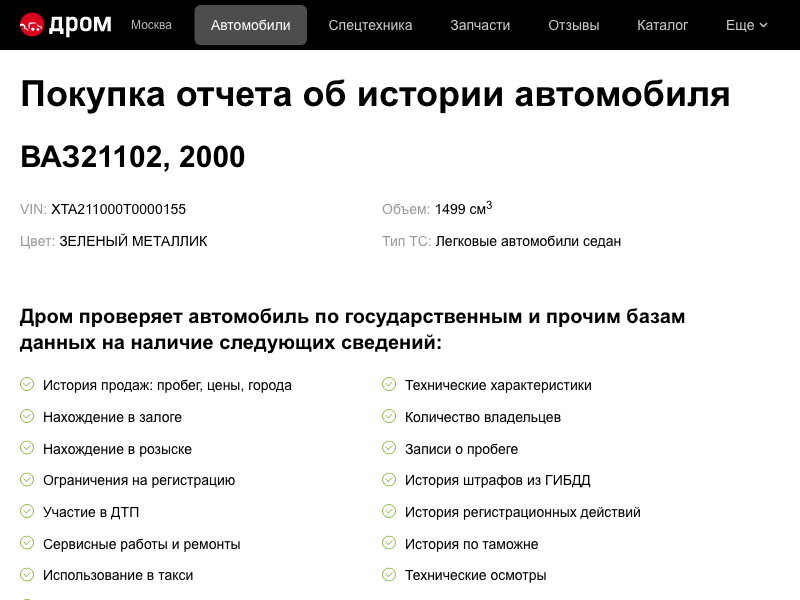 дром Москва Автомобили Спецтехника Запчасти Отзывы Каталог Еще
Покупка отчета об истории автомобиля
ВАЗ21102, 2000
VIN: XTA211000T0000155 Объем: 1499 см³
Цвет: ЗЕЛЕНЫЙ МЕТАЛЛИК Тип ТС: Легковые автомобили седан
Дром проверяет автомобиль по государственным и прочим базам
данных на наличие следующих сведений:
История продаж: пробег, цены, города Технические характеристики
Нахождение в залоге Количество владельцев
Нахождение в розыске Записи о пробеге
Ограничения на регистрацию История штрафов из ГИБДД
Участие в ДТП История регистрационных действий
Сервисные работы и ремонты История по таможне
Использование в такси Технические осмотры